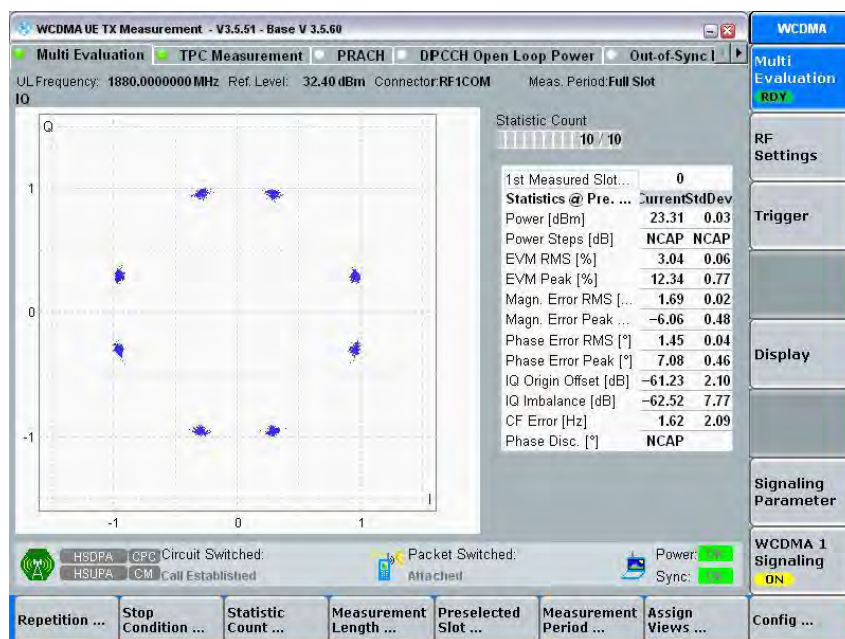 WCDMA UE TX Measurement - V3.5.51 - Base V 3.5.60
WCDMA
Multi Evaluation TPC Measurement PRACH DPCCH Open Loop Power Out-of-Sync
UL Frequency: 1880.0000000 MHz Ref. Level: 32.40 dBm Connector:RF1COM Meas. Period:Full Slot
IQ
Q
1
0
-1
-1 0 1
I
Statistic Count
10 / 10
1st Measured Slot... 0
Statistics @ Pre. ... Current StdDev
Power [dBm] 23.31 0.03
Power Steps [dB] NCAP NCAP
EVM RMS [%] 3.04 0.06
EVM Peak [%] 12.34 0.77
Magn. Error RMS [... 1.69 0.02
Magn. Error Peak ... -6.06 0.48
Phase Error RMS [°] 1.45 0.04
Phase Error Peak [°] 7.08 0.46
IQ Origin Offset [dB] -61.23 2.10
IQ Imbalance [dB] -62.52 7.77
CF Error [Hz] 1.62 2.09
Phase Disc. [°] NCAP
Multi
Evaluation
RDY
RF
Settings
Trigger
Display
Signaling
Parameter
WCDMA 1
Signaling
ON
HSDPA CPC Circuit Switched: Packet Switched: Power:
HSUPA CM Call Established Attached Sync:
Repetition ...
Stop
Condition ...
Statistic
Count ...
Measurement
Length ...
Preselected
Slot ...
Measurement
Period ...
Assign
Views ...
Config ...